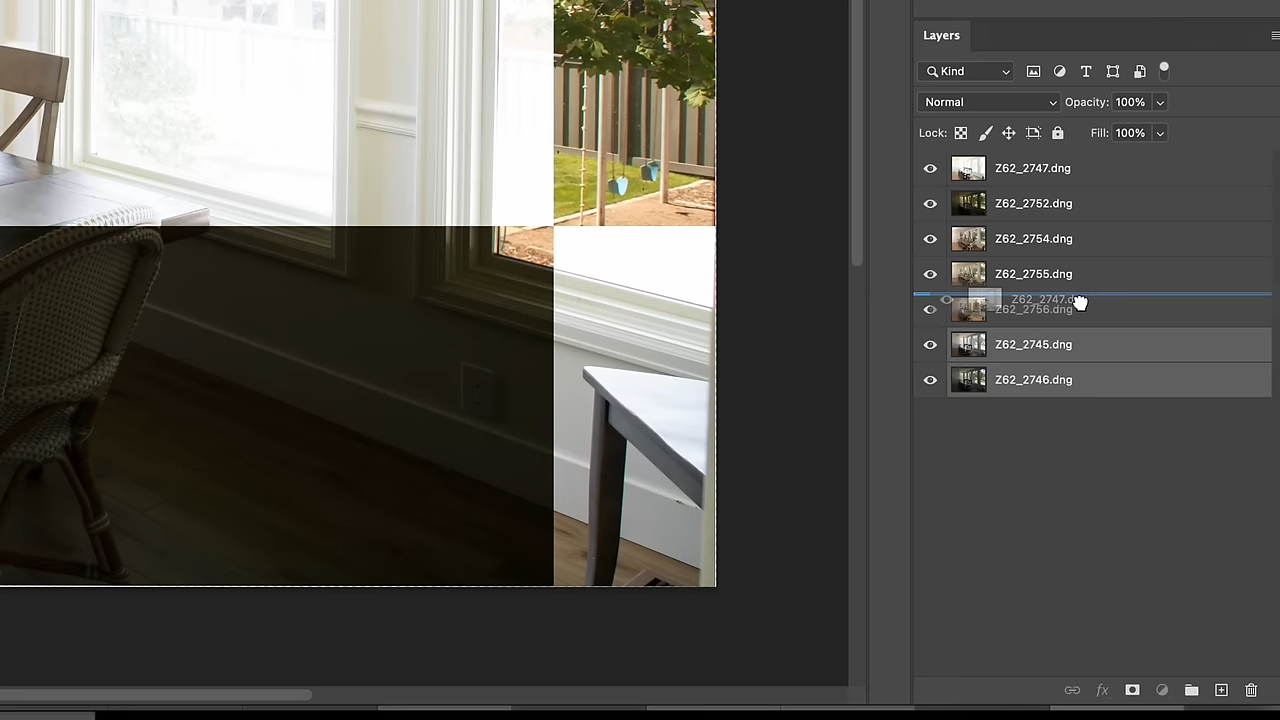 Layers
Kind
Normal Opacity: 100%
Lock: Fill: 100%
Z62_2747.dng
Z62_2752.dng
Z62_2754.dng
Z62_2755.dng
Z62_2747.d
Z62_2756.dng
Z62_2745.dng
Z62_2746.dng
fx